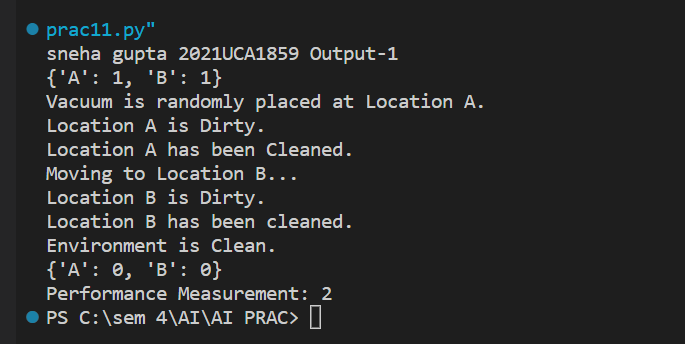 prac11.py"
sneha gupta 2021UCA1859 Output-1
{'A': 1, 'B': 1}
Vacuum is randomly placed at Location A.
Location A is Dirty.
Location A has been Cleaned.
Moving to Location B...
Location B is Dirty.
Location B has been cleaned.
Environment is Clean.
{'A': 0, 'B': 0}
Performance Measurement: 2
PS C:\sem 4\AI\AI PRAC>